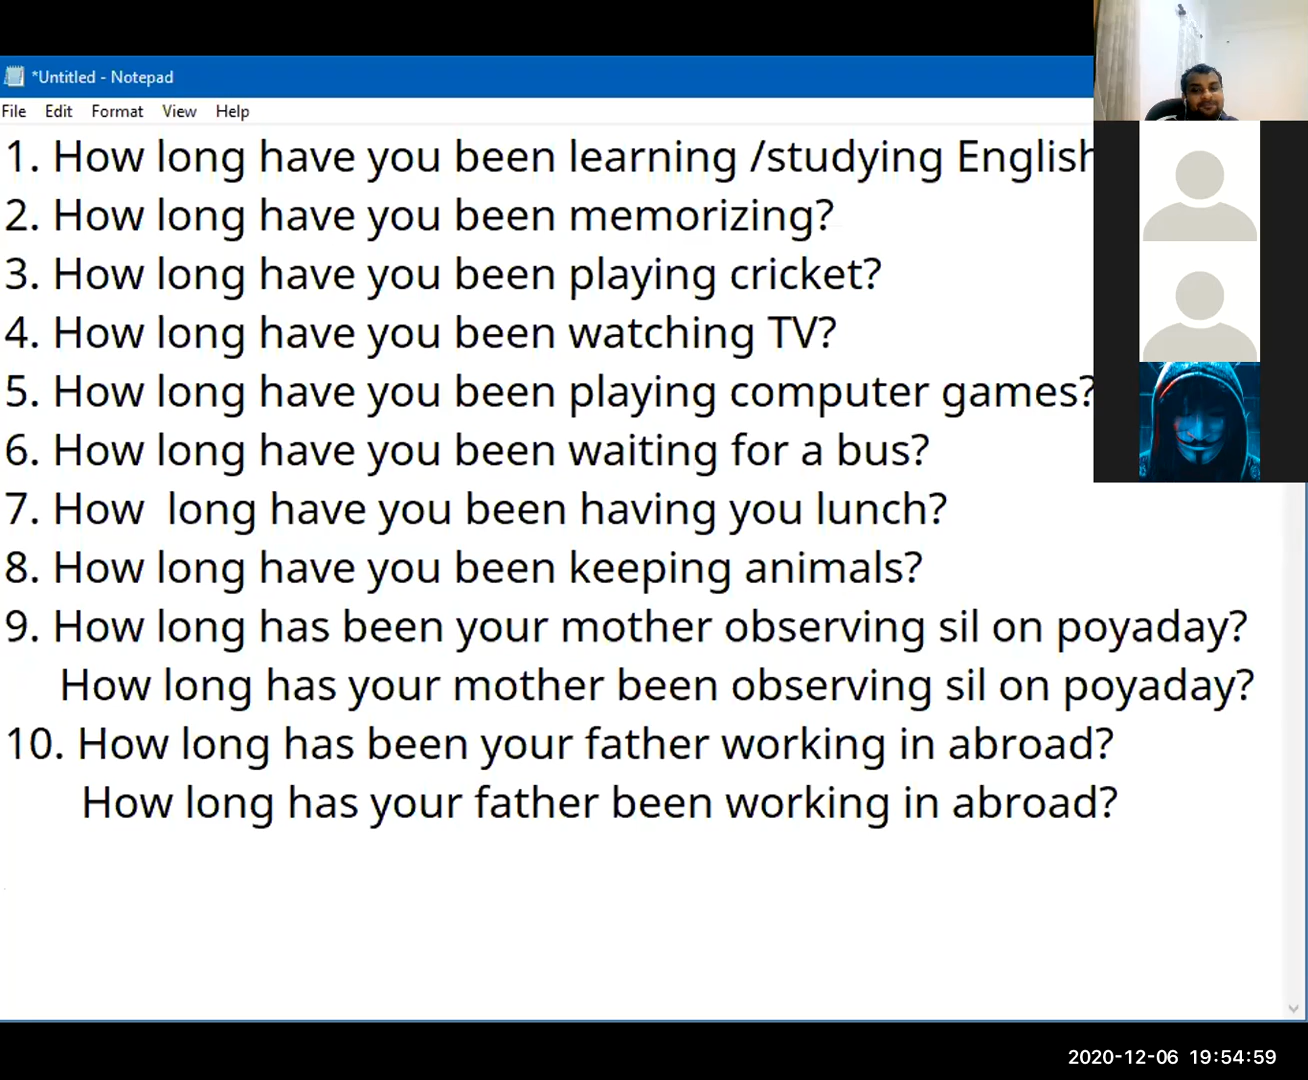 *Untitled - Notepad
File Edit Format View Help
1. How long have you been learning /studying English
2. How long have you been memorizing?
3. How long have you been playing cricket?
4. How long have you been watching TV?
5. How long have you been playing computer games?
6. How long have you been waiting for a bus?
7. How  long have you been having you lunch?
8. How long have you been keeping animals?
9. How long has been your mother observing sil on poyaday?
How long has your mother been observing sil on poyaday?
10. How long has been your father working in abroad?
How long has your father been working in abroad?
2020-12-06 19:54:59